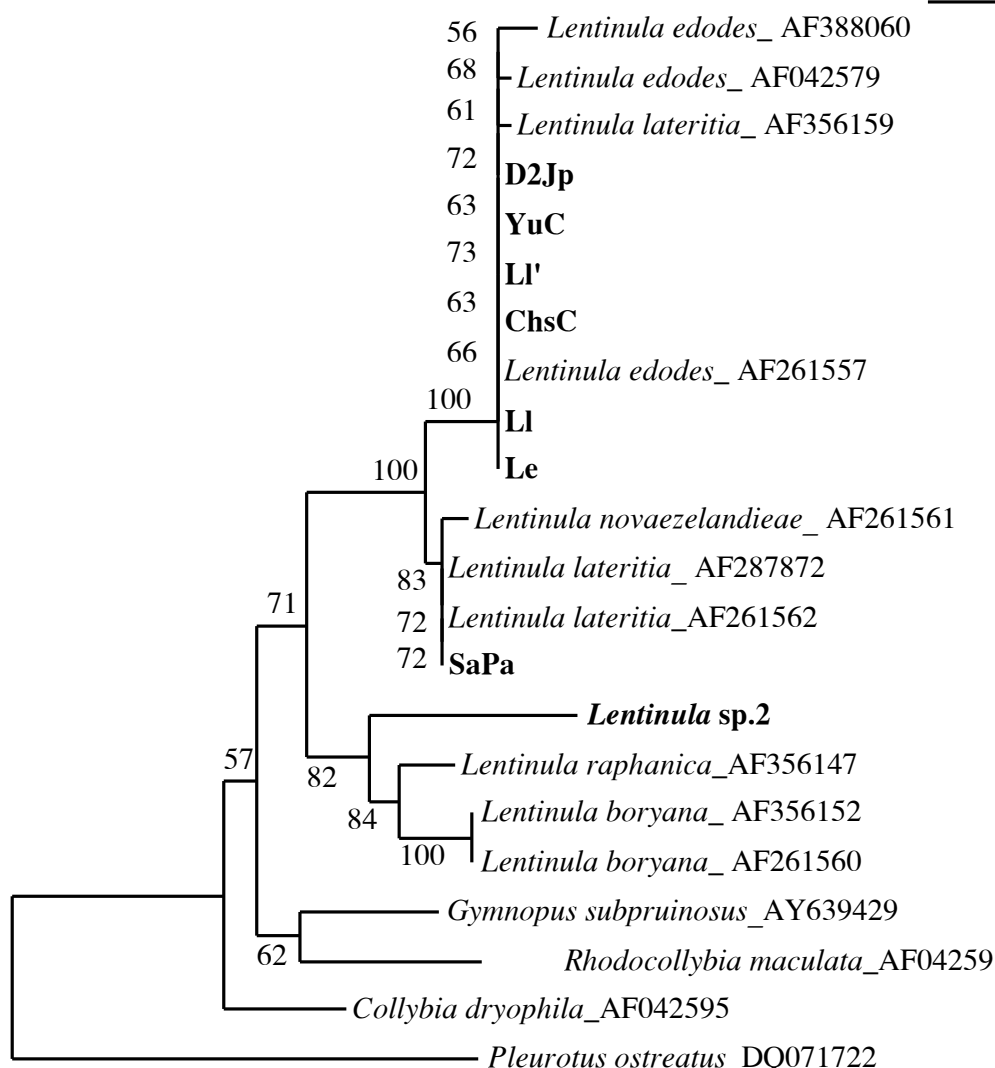 56
Lentinula edodes_ AF388060
68
Lentinula edodes_ AF042579
61
Lentinula lateritia_ AF356159
72
D2Jp
63
YuC
73
Ll'
63
ChsC
66
Lentinula edodes_ AF261557
100
Ll
100
Le
Lentinula novaezelandieae_ AF261561
83
Lentinula lateritia_ AF287872
71
72
Lentinula lateritia_AF261562
72
SaPa
Lentinula sp.2
57
82
Lentinula raphanica_AF356147
84
Lentinula boryana_ AF356152
100
Lentinula boryana_ AF261560
Gymnopus subpruinosus_AY639429
62
Rhodocollybia maculata_AF04259
Collybia dryophila_AF042595
Pleurotus ostreatus DQ071722